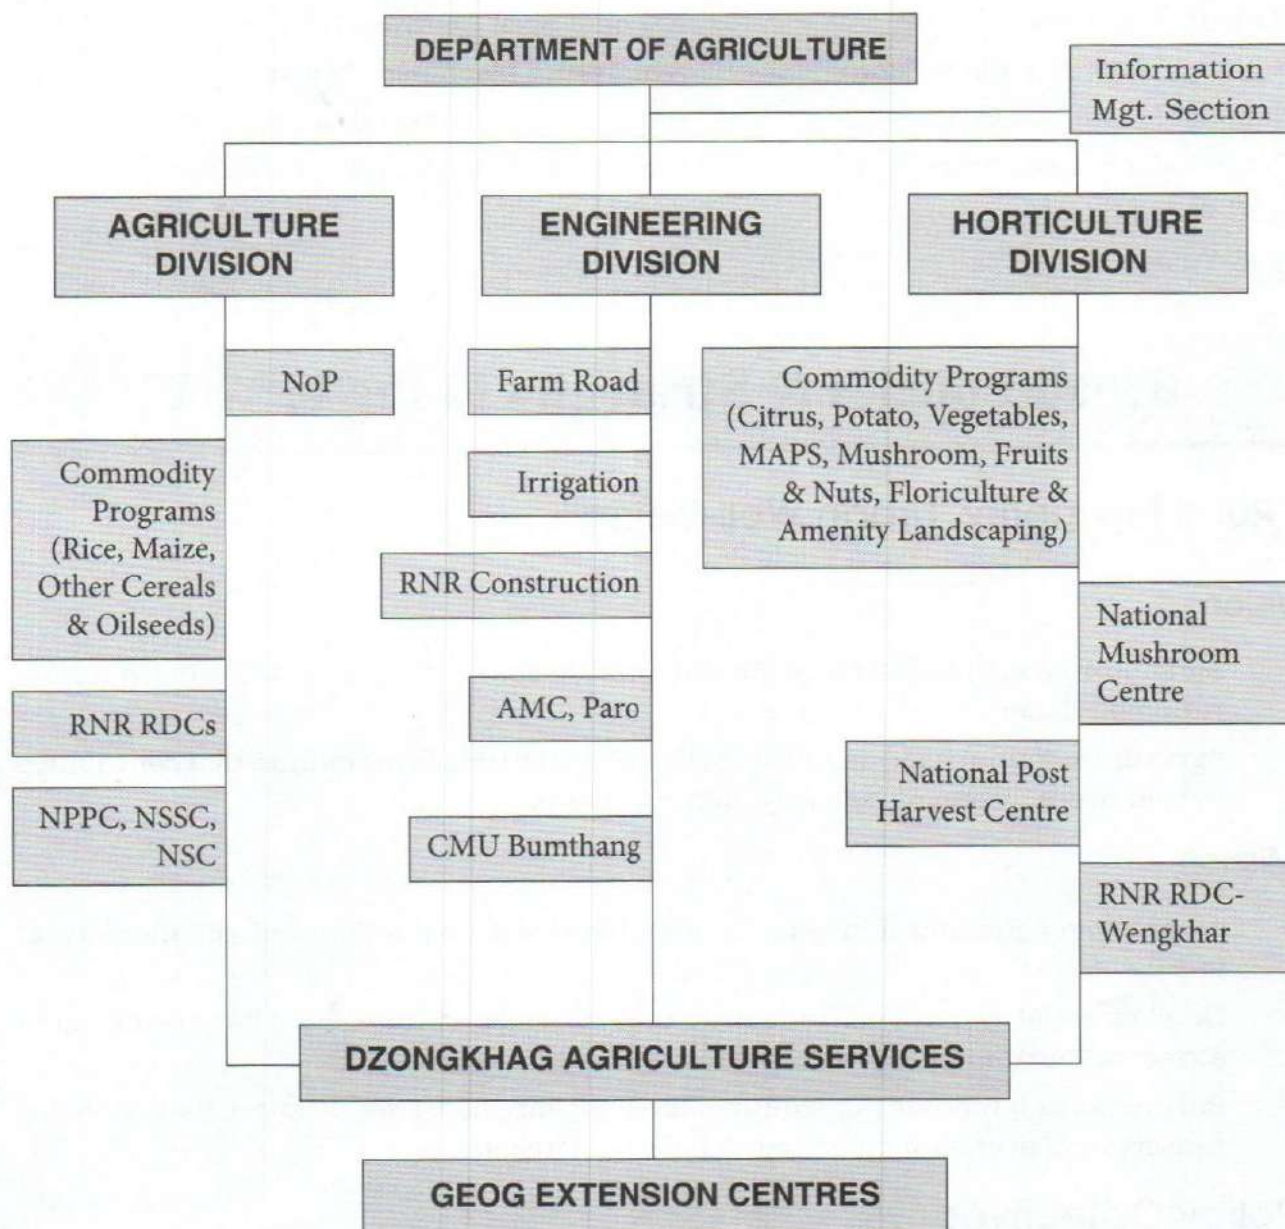 DEPARTMENT OF AGRICULTURE
Information
Mgt. Section
AGRICULTURE
DIVISION
ENGINEERING
DIVISION
HORTICULTURE
DIVISION
NoP
Commodity
Programs
(Rice, Maize,
Other Cereals
& Oilseeds)
RNR RDCs
NPPC, NSSC,
NSC
Farm Road
Irrigation
RNR Construction
AMC, Paro
CMU Bumthang
Commodity Programs
(Citrus, Potato, Vegetables,
MAPS, Mushroom, Fruits
& Nuts, Floriculture &
Amenity Landscaping)
National
Mushroom
Centre
National Post
Harvest Centre
RNR RDC-
Wengkhar
DZONGKHAG AGRICULTURE SERVICES
GEOG EXTENSION CENTRES